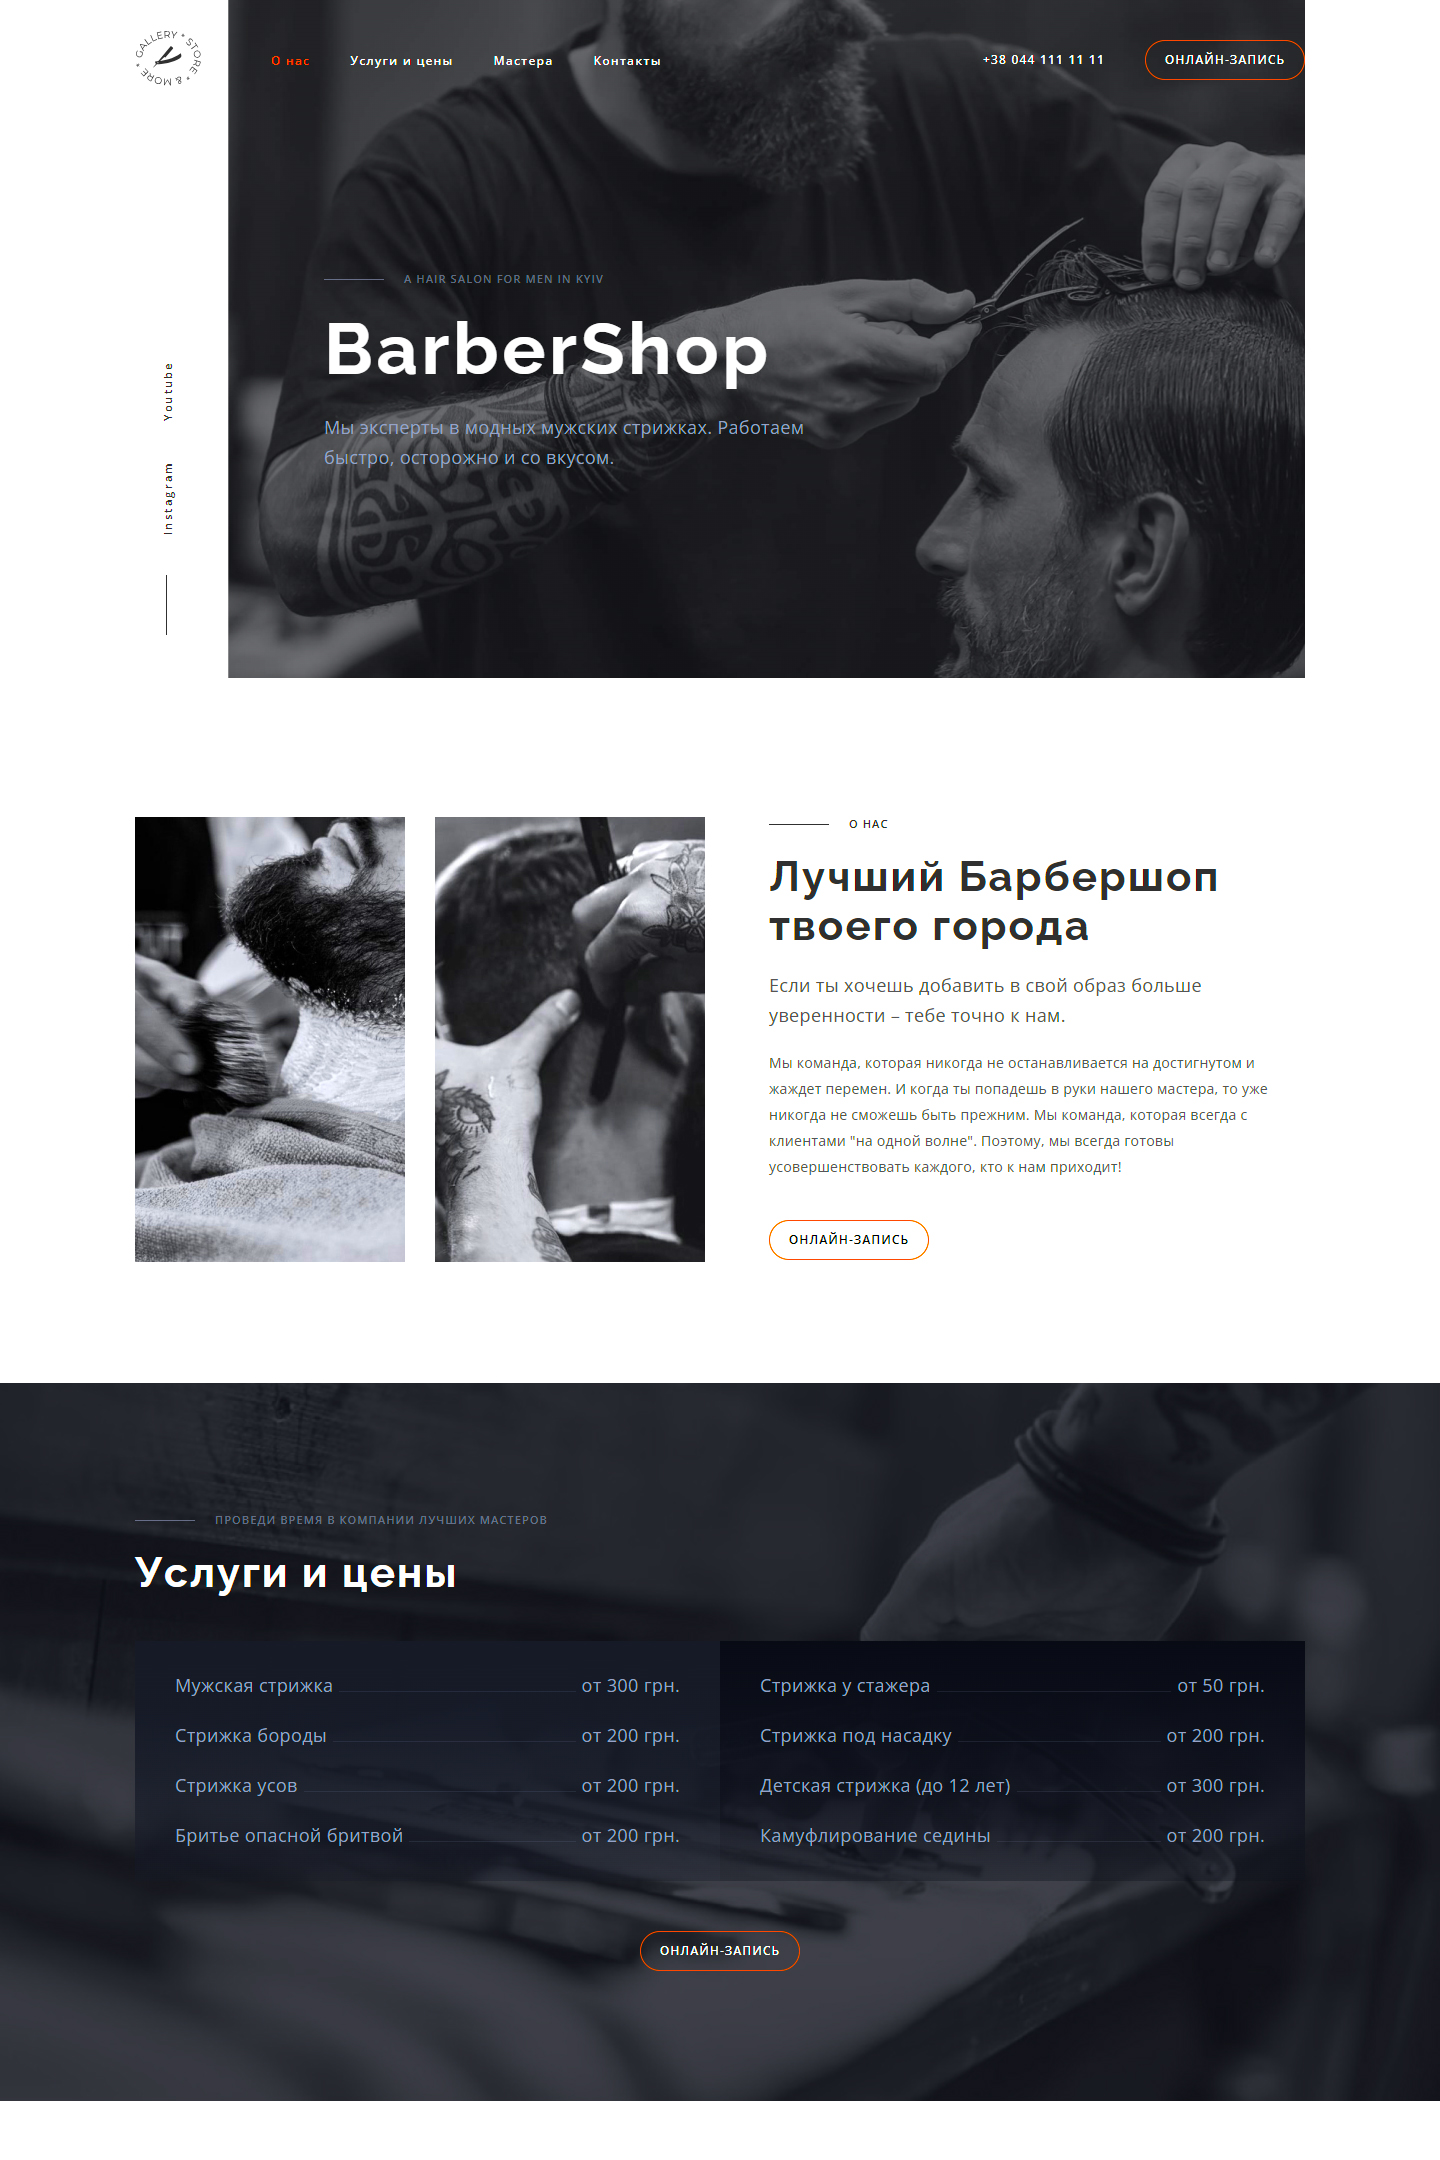 GALLERY * STORE * & MORE *
О нас
Услуги и цены
Мастера
Контакты
+38 044 111 11 11
ОНЛАЙН-ЗАПИСЬ
A HAIR SALON FOR MEN IN KYIV
BarberShop
Мы эксперты в модных мужских стрижках. Работаем
быстро, осторожно и со вкусом.
Youtube
Instagram
О НАС
Лучший Барбершоп
твоего города
Если ты хочешь добавить в свой образ больше
уверенности – тебе точно к нам.
Мы команда, которая никогда не останавливается на достигнутом и
жаждет перемен. И когда ты попадешь в руки нашего мастера, то уже
никогда не сможешь быть прежним. Мы команда, которая всегда с
клиентами "на одной волне". Поэтому, мы всегда готовы
усовершенствовать каждого, кто к нам приходит!
ОНЛАЙН-ЗАПИСЬ
ПРОВЕДИ ВРЕМЯ В КОМПАНИИ ЛУЧШИХ МАСТЕРОВ
Услуги и цены
Мужская стрижка от 300 грн.
Стрижка бороды от 200 грн.
Стрижка усов от 200 грн.
Бритье опасной бритвой от 200 грн.
Стрижка у стажера от 50 грн.
Стрижка под насадку от 200 грн.
Детская стрижка (до 12 лет) от 300 грн.
Камуфлирование седины от 200 грн.
ОНЛАЙН-ЗАПИСЬ